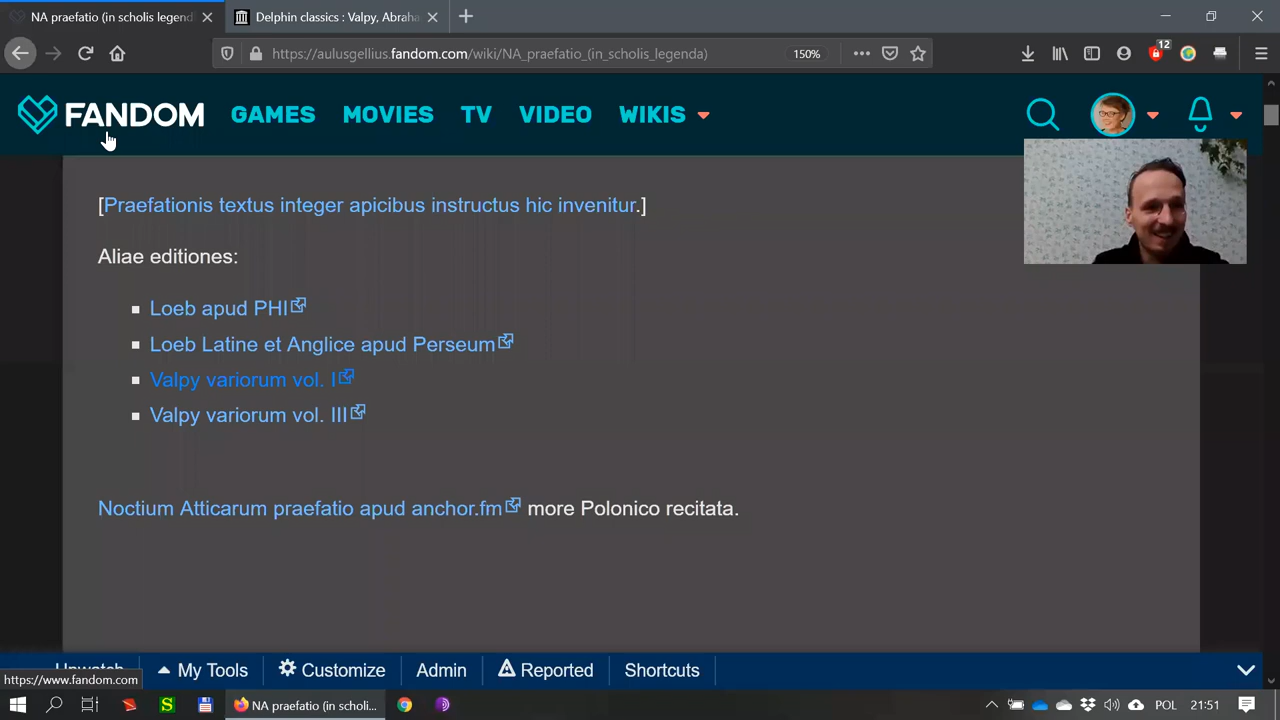 NA praefatio (in scholis legend
Delphin classics : Valpy, Abraha
https://aulusgellius.fandom.com/wiki/NA_praefatio_(in_scholis_legenda)
150%
12
FANDOM
GAMES MOVIES TV VIDEO WIKIS
[Praefationis textus integer apicibus instructus hic invenitur.]
Aliae editiones:
Loeb apud PHI
Loeb Latine et Anglice apud Perseum
Valpy variorum vol. I
Valpy variorum vol. III
Noctium Atticarum praefatio apud anchor.fm more Polonico recitata.
Unwatch My Tools Customize Admin Reported Shortcuts
https://www.fandom.com
NA praefatio (in scholi...
POL 21:51